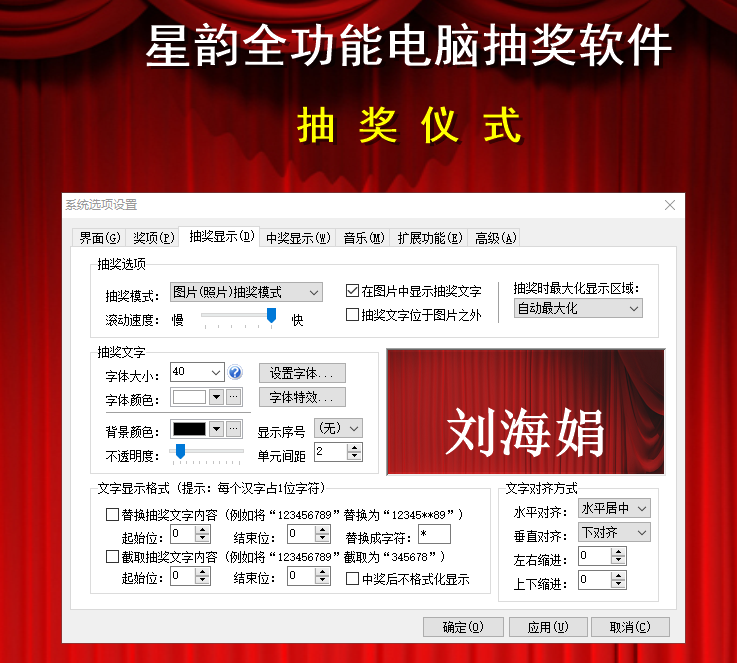 星韵全功能电脑抽奖软件
抽奖仪式
系统选项设置
界面(G) 奖项(P) 抽奖显示(D) 中奖显示(W) 音乐(M) 扩展功能(E) 高级(A)
抽奖选项
抽奖模式: 图片(照片)抽奖模式
滚动速度: 慢 快
在图片中显示抽奖文字
抽奖文字位于图片之外
抽奖时最大化显示区域:
自动最大化
抽奖文字
字体大小: 40 设置字体...
字体颜色: ... 字体特效...
背景颜色: ... 显示序号 (无)
不透明度: 单元间距 2
刘海娟
文字显示格式 (提示: 每个汉字占1位字符)
替换抽奖文字内容 (例如将“123456789”替换为“12345**89”)
起始位: 0 结束位: 0 替换成字符: *
截取抽奖文字内容 (例如将“123456789”截取为“345678”)
起始位: 0 结束位: 0 中奖后不格式化显示
文字对齐方式
水平对齐: 水平居中
垂直对齐: 下对齐
左右缩进: 0
上下缩进: 0
确定(O) 应用(U) 取消(C)